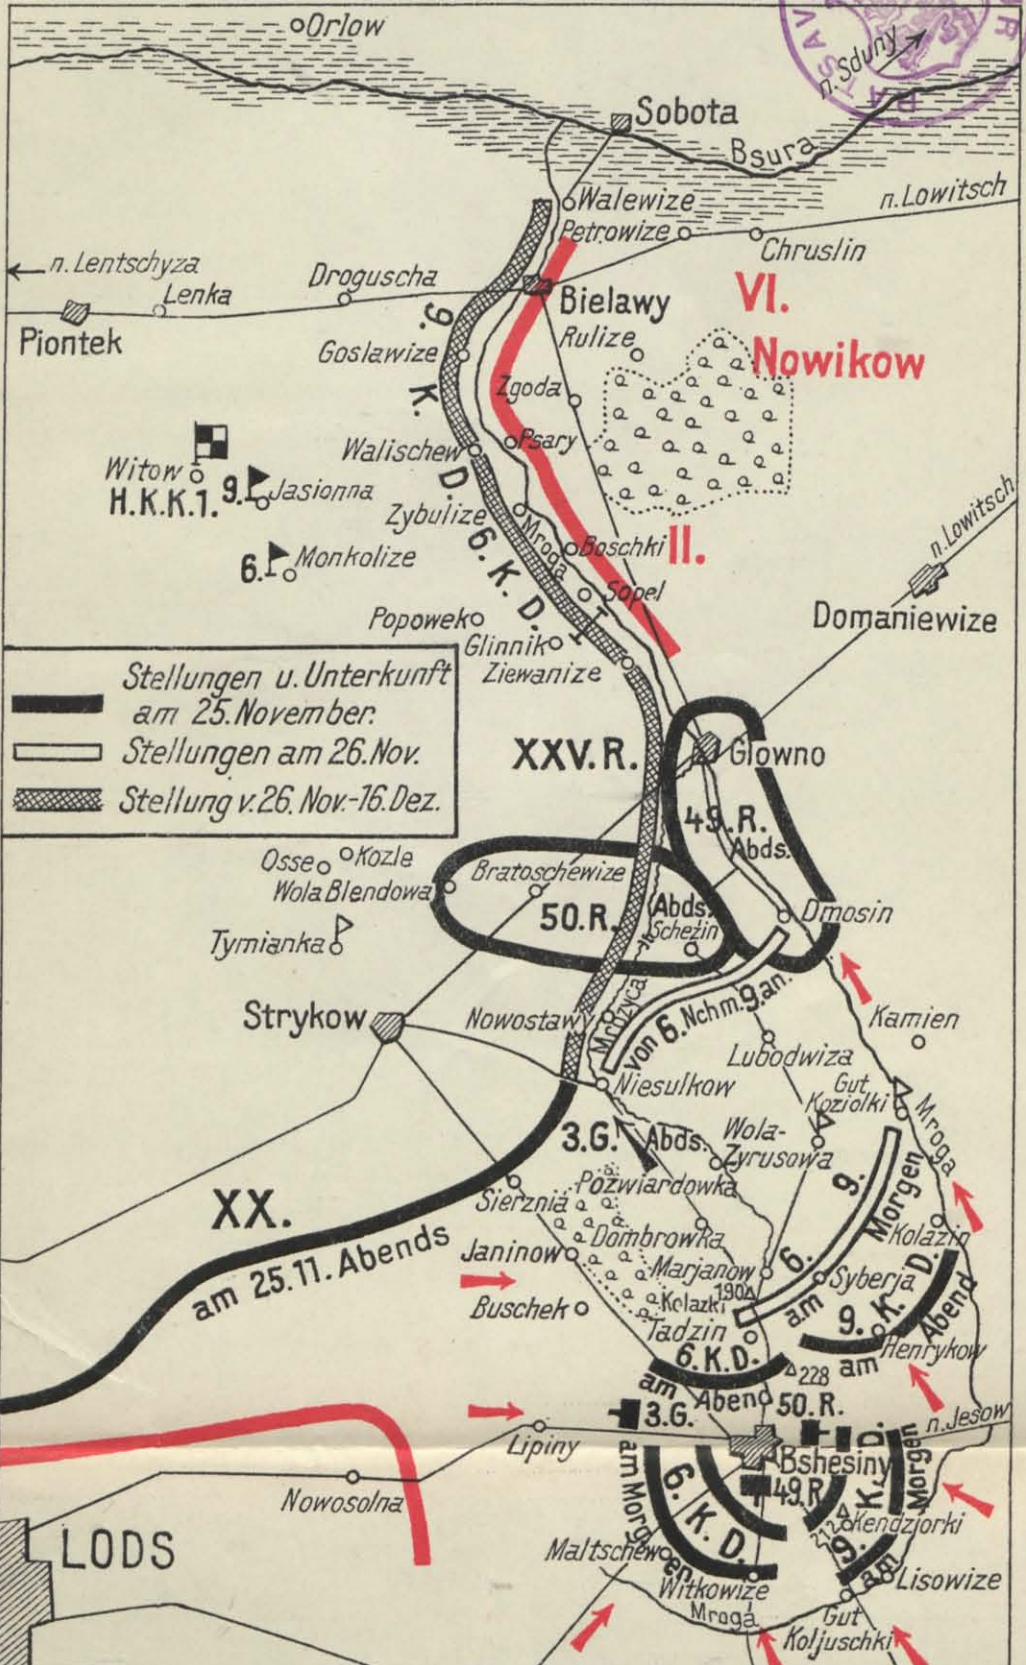 Orlow
n. Sduny
Sobota
Bsura
Walewize
n. Lowitsch
Petrowize
Chruslin
n. Lentschyza
Droguscha
Lenka
Bielawy
VI.
Piontek
Goslawize
Rulize
Nowikow
9. K. D.
Zgoda
Walischew
Psary
Witow
H.K.K.1.
9.
Jasionna
Zybulize
Mroga
Boschki
II.
n. Lowitsch
6.
Monkolize
6. K. D.
Sopel
Popoweko
Glinnik
Domaniewize
Ziewanize
Stellungen u. Unterkunft
am 25. November.
Stellungen am 26. Nov.
Stellung v. 26. Nov.-16. Dez.
XXV. R.
Glowno
49. R.
Abds.
Osse
Kozle
Bratoschewize
Wola Blendowa
50. R.
Abds.
Scheżin
Dmosin
Tymianka
Strykow
Nowostawy
Mrozyca
von 6. Nchm. 9. an.
Kamien
Lubodwiza
Niesulkow
Gut
Koziolki
Mroga
3.G.
Abds.
Wola-
Zyrusowa
Pożwiardowka
9.
Morgen
XX.
Sierznia
Kolazin
am 25.11. Abends
Dombrowka
Janinow
Marjanow
6.
am
Syberja
190
Kolazki
Buschek
Tadzin
9. K. D.
Abend
Henrykow
6. K. D.
am
Abend
228
am
3.G.
50. R.
n. Jesow
Lipiny
Bshesiny
Nowosolna
am Morgen
6. K. D.
49. R.
9. K. D.
am
Morgen
212
Kendzjorki
LODS
Maltschew
Witkowize
Lisowize
Mroga
Gut
Koljuschki